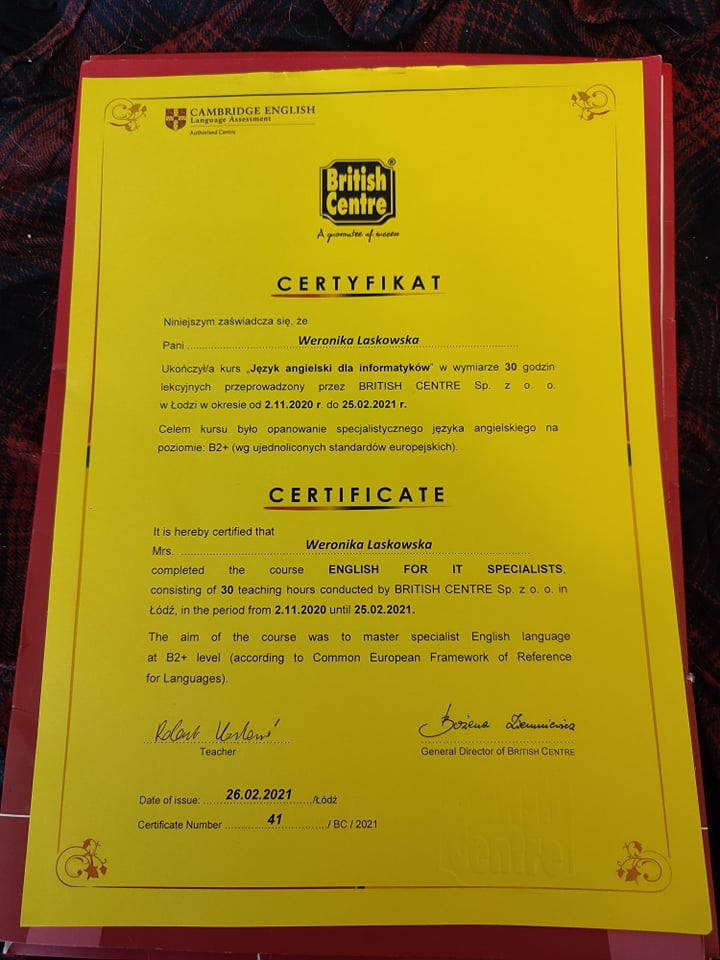 CAMBRIDGE ENGLISH
Language Assessment
Authorised Centre
British ®
Centre
A guarantee of success
CERTYFIKAT
Niniejszym zaświadcza się, że
Pani ........ Weronika Laskowska ........
Ukończył/a kurs „Język angielski dla informatyków” w wymiarze 30 godzin
lekcyjnych przeprowadzony przez BRITISH CENTRE Sp. z o. o.
w Łodzi w okresie od 2.11.2020 r. do 25.02.2021 r.
Celem kursu było opanowanie specjalistycznego języka angielskiego na
poziomie: B2+ (wg ujednoliconych standardów europejskich).
CERTIFICATE
It is hereby certified that
Mrs. ........ Weronika Laskowska ........
completed the course ENGLISH FOR IT SPECIALISTS,
consisting of 30 teaching hours conducted by BRITISH CENTRE Sp. z o. o. in
Łódź, in the period from 2.11.2020 until 25.02.2021.
The aim of the course was to master specialist English language
at B2+ level (according to Common European Framework of Reference
for Languages).
Robert Bożena
Teacher General Director of BRITISH CENTRE
Date of issue: ....26.02.2021..../Łódź
Certificate Number ....41..../ BC / 2021
Centre